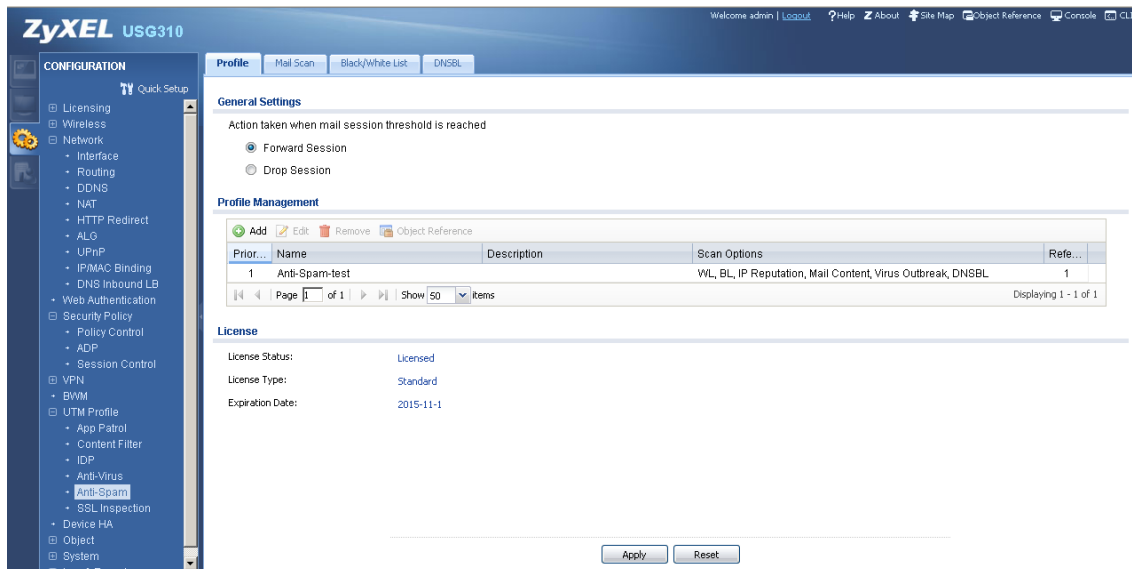 Welcome admin | Logout ?Help Z About Site Map Object Reference Console CLI
ZyXEL USG310
CONFIGURATION
Quick Setup
Licensing
Wireless
Network
Interface
Routing
DDNS
NAT
HTTP Redirect
ALG
UPnP
IP/MAC Binding
DNS Inbound LB
Web Authentication
Security Policy
Policy Control
ADP
Session Control
VPN
BWM
UTM Profile
App Patrol
Content Filter
IDP
Anti-Virus
Anti-Spam
SSL Inspection
Device HA
Object
System
Profile Mail Scan Black/White List DNSBL
General Settings
Action taken when mail session threshold is reached
Forward Session
Drop Session
Profile Management
Add Edit Remove Object Reference
Prior... Name Description Scan Options Refe...
1 Anti-Spam-test WL, BL, IP Reputation, Mail Content, Virus Outbreak, DNSBL 1
Page 1 of 1 Show 50 items Displaying 1 - 1 of 1
License
License Status: Licensed
License Type: Standard
Expiration Date: 2015-11-1
Apply Reset